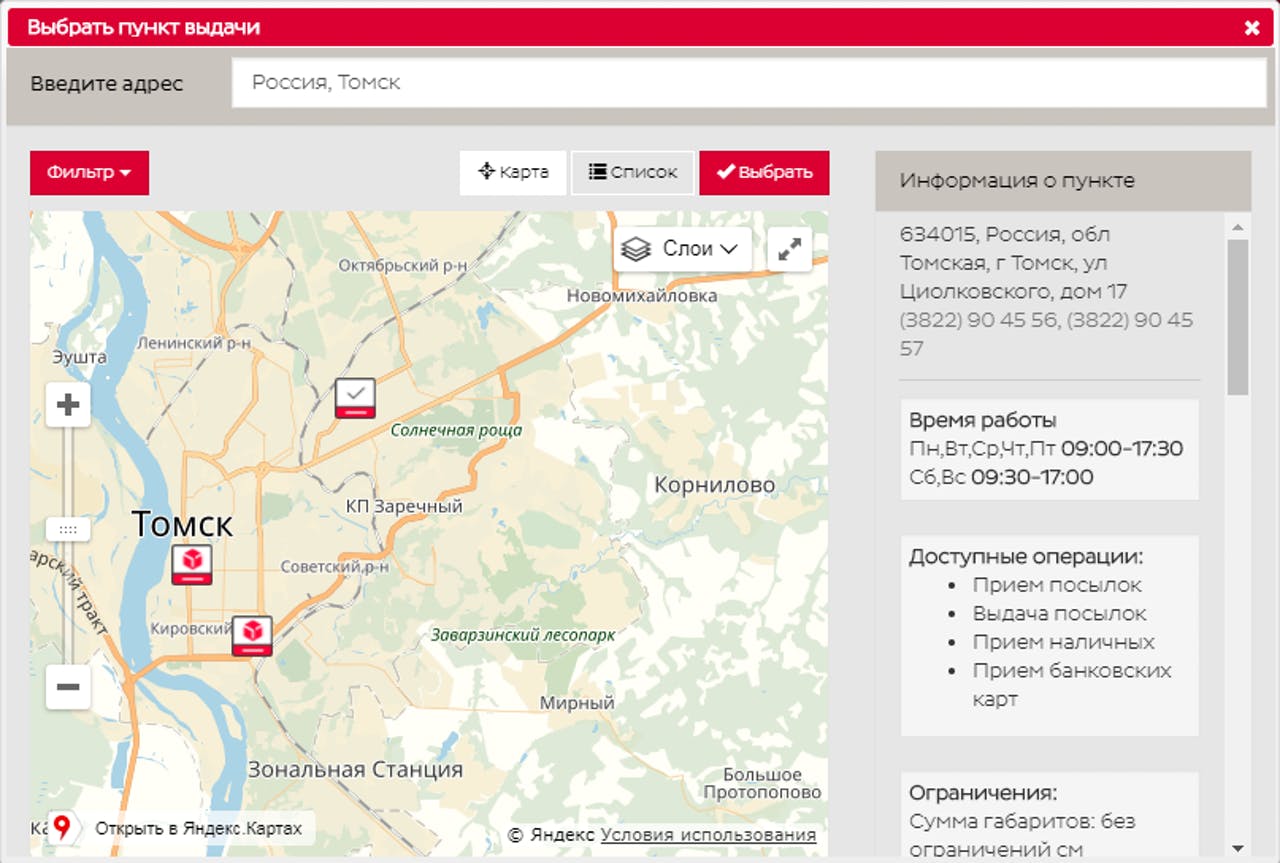 Выбрать пункт выдачи
Введите адрес
Россия, Томск
Фильтр
Карта
Список
Выбрать
Слои
Октябрьский р-н
Новомихайловка
Ленинский р-н
Эушта
Солнечная роща
Корнилово
КП Заречный
Томск
Советский р-н
арский тракт
Кировский
Заварзинский лесопарк
Мирный
Зональная Станция
Большое
Протопопово
Открыть в Яндекс.Картах
© Яндекс Условия использования
Информация о пункте
634015, Россия, обл
Томская, г Томск, ул
Циолковского, дом 17
(3822) 90 45 56, (3822) 90 45
57
Время работы
Пн,Вт,Ср,Чт,Пт 09:00-17:30
Сб,Вс 09:30-17:00
Доступные операции:
• Прием посылок
• Выдача посылок
• Прием наличных
• Прием банковских
карт
Ограничения:
Сумма габаритов: без
ограничений см